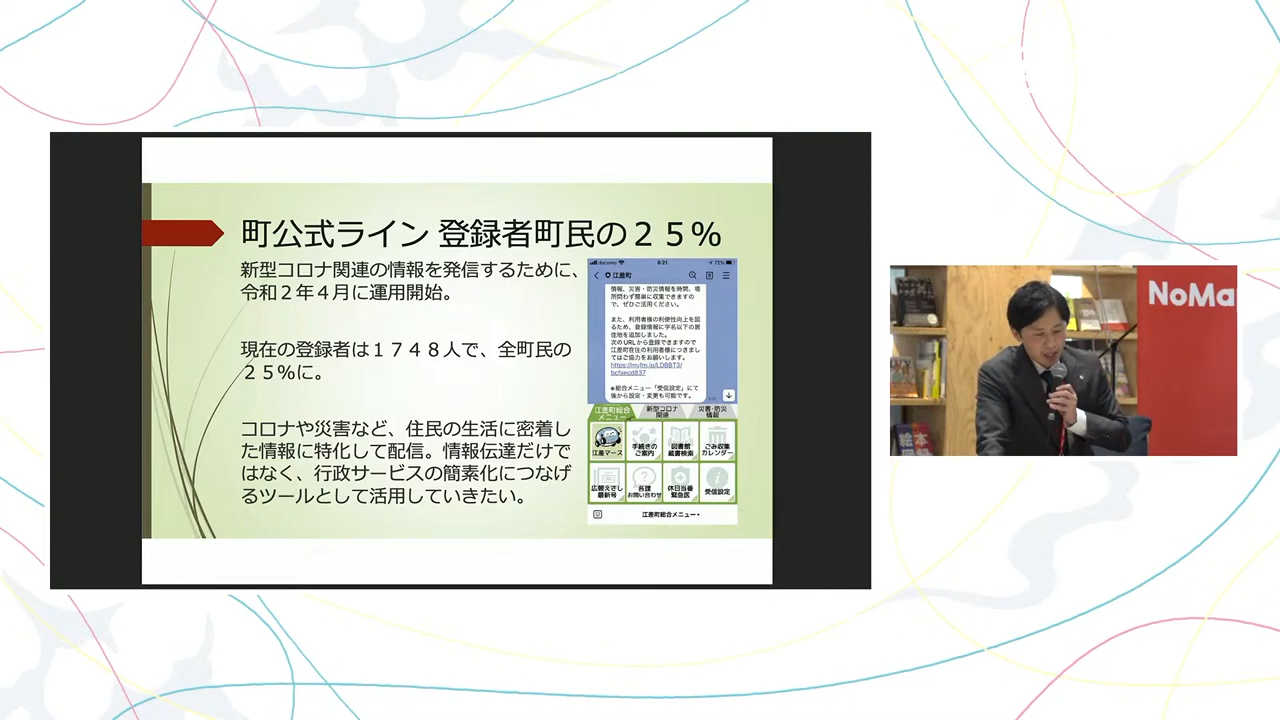 町公式ライン 登録者町民の２５％
新型コロナ関連の情報を発信するために、
令和２年４月に運用開始。
現在の登録者は１７４８人で、全町民の
２５％に。
コロナや災害など、住民の生活に密着し
た情報に特化して配信。情報伝達だけで
はなく、行政サービスの簡素化につなげ
るツールとして活用していきたい。
docomo 8:21 72%
江差町
情報、災害・防災情報を時間、場
所問わず簡単に収集できますの
で、ぜひご活用ください。
また、利用者様の利便性向上を図
るため、登録情報に字名以下の居
住地を追加しました。
次のURLから登録できますので
江差町在住の利用者様につきまし
てはご協力をお願いします。
https://myfm.jp/LDBBT3/
bcfaecd837
※総合メニュー「受信設定」にて
後から設定・変更も可能です。
江差町総合
メニュー
新型コロナ
関連
災害・防災
情報
江差マース
手続きの
ご案内
図書館
蔵書検索
ごみ収集
カレンダー
広報えさし
最新号
各課
お問い合わせ
休日当番
緊急医
受信設定
江差町総合メニュー
NoMa
絵本